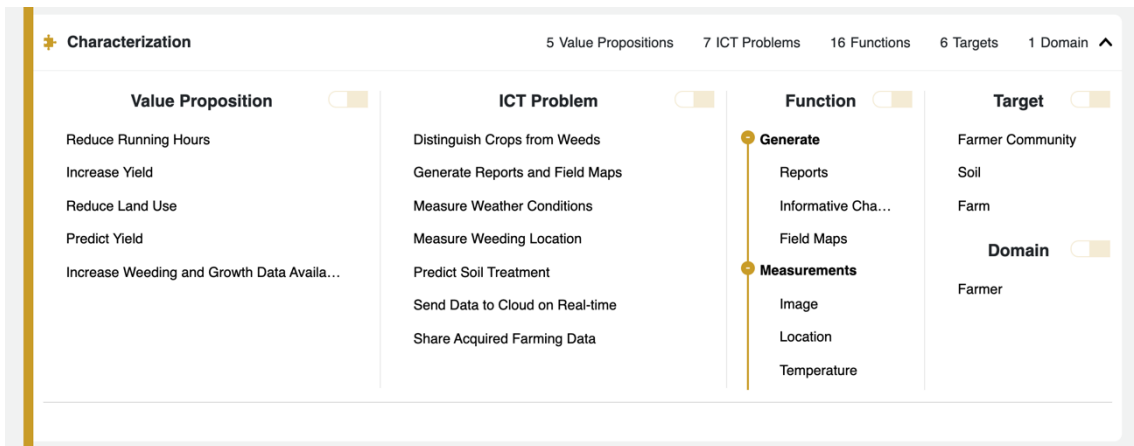 Characterization
5 Value Propositions
7 ICT Problems
16 Functions
6 Targets
1 Domain
Value Proposition
Reduce Running Hours
Increase Yield
Reduce Land Use
Predict Yield
Increase Weeding and Growth Data Availa...
ICT Problem
Distinguish Crops from Weeds
Generate Reports and Field Maps
Measure Weather Conditions
Measure Weeding Location
Predict Soil Treatment
Send Data to Cloud on Real-time
Share Acquired Farming Data
Function
Generate
Reports
Informative Cha...
Field Maps
Measurements
Image
Location
Temperature
Target
Farmer Community
Soil
Farm
Domain
Farmer